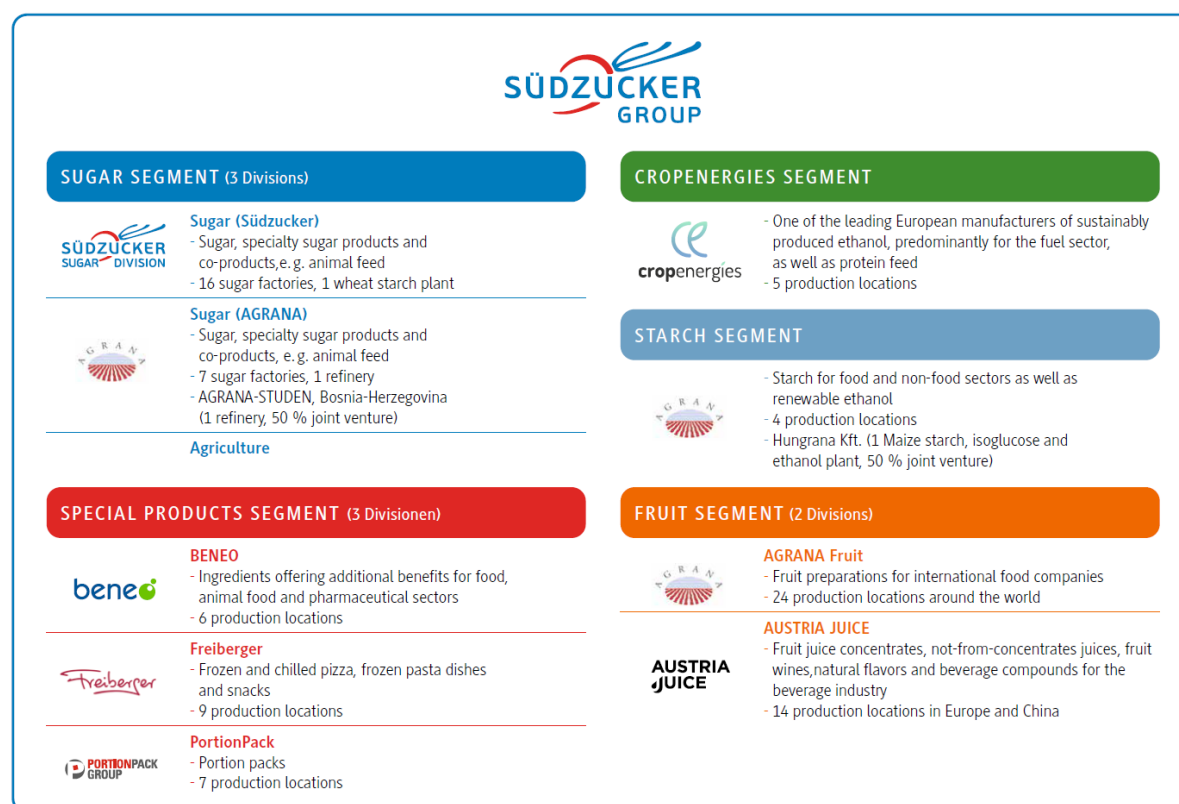 SÜDZUCKER
GROUP
SUGAR SEGMENT (3 Divisions)
SÜDZUCKER
SUGAR DIVISION
Sugar (Südzucker)
- Sugar, specialty sugar products and
co-products,e. g. animal feed
- 16 sugar factories, 1 wheat starch plant
AGRANA
Sugar (AGRANA)
- Sugar, specialty sugar products and
co-products, e. g. animal feed
- 7 sugar factories, 1 refinery
- AGRANA-STUDEN, Bosnia-Herzegovina
(1 refinery, 50 % joint venture)
Agriculture
SPECIAL PRODUCTS SEGMENT (3 Divisionen)
beneo
BENEO
- Ingredients offering additional benefits for food,
animal food and pharmaceutical sectors
- 6 production locations
Freiberger
Freiberger
- Frozen and chilled pizza, frozen pasta dishes
and snacks
- 9 production locations
PORTIONPACK
GROUP
PortionPack
- Portion packs
- 7 production locations
CROPENERGIES SEGMENT
cropenergies
- One of the leading European manufacturers of sustainably
produced ethanol, predominantly for the fuel sector,
as well as protein feed
- 5 production locations
STARCH SEGMENT
AGRANA
- Starch for food and non-food sectors as well as
renewable ethanol
- 4 production locations
- Hungrana Kft. (1 Maize starch, isoglucose and
ethanol plant, 50 % joint venture)
FRUIT SEGMENT (2 Divisions)
AGRANA
AGRANA Fruit
- Fruit preparations for international food companies
- 24 production locations around the world
AUSTRIA
JUICE
AUSTRIA JUICE
- Fruit juice concentrates, not-from-concentrates juices, fruit
wines,natural flavors and beverage compounds for the
beverage industry
- 14 production locations in Europe and China